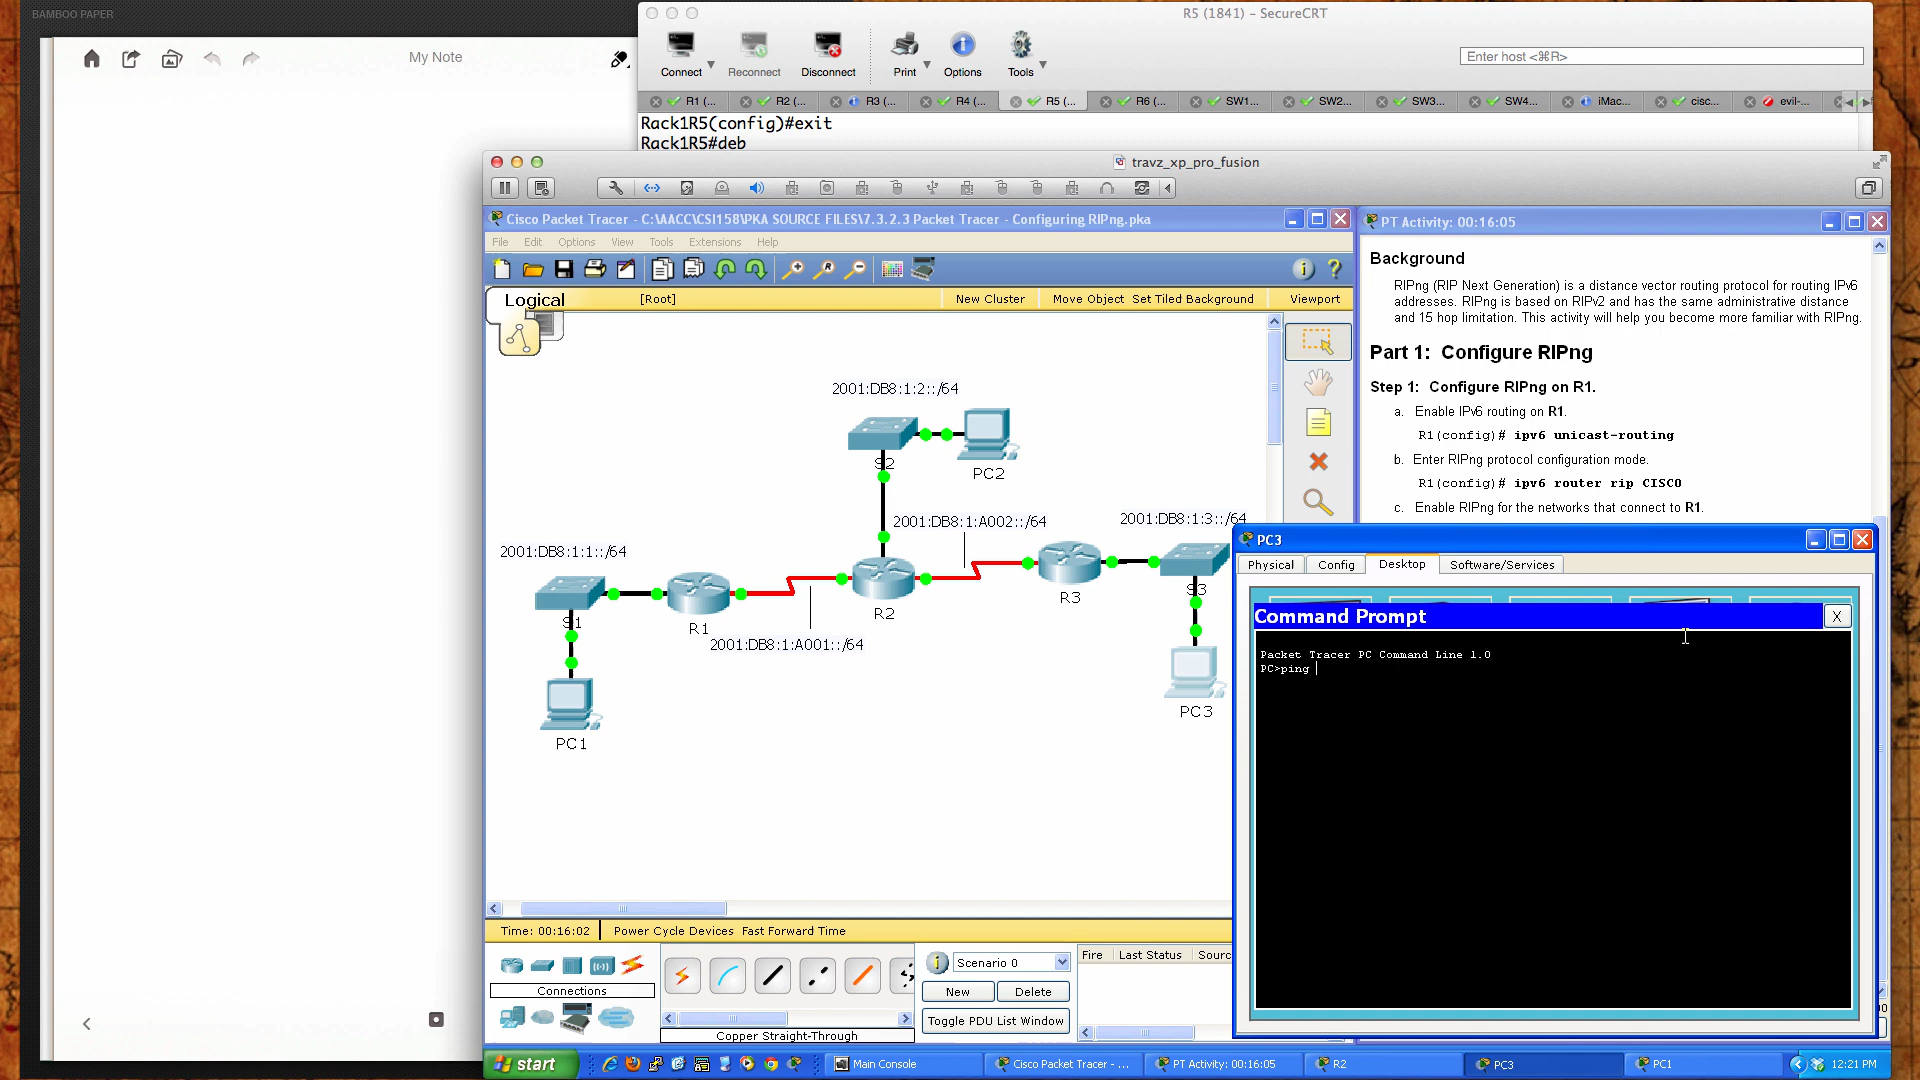 BAMBOO PAPER
My Note
R5 (1841) – SecureCRT
Connect
Reconnect
Disconnect
Print
Options
Tools
Enter host <⌘R>
R1 (...
R2 (...
R3 (...
R4 (...
R5 (...
R6 (...
SW1...
SW2...
SW3...
SW4...
iMac...
cisc...
evil-...
Rack1R5(config)#exit
Rack1R5#deb
travz_xp_pro_fusion
Cisco Packet Tracer - C:\AACC\CSI158\PKA SOURCE FILES\7.3.2.3 Packet Tracer - Configuring RIPng.pka
File Edit Options View Tools Extensions Help
Logical
[Root]
New Cluster
Move Object
Set Tiled Background
Viewport
2001:DB8:1:2::/64
S2
PC2
2001:DB8:1:A002::/64
2001:DB8:1:3::/64
2001:DB8:1:1::/64
S1
R1
R2
R3
S3
2001:DB8:1:A001::/64
PC1
PC3
PT Activity: 00:16:05
Background
RIPng (RIP Next Generation) is a distance vector routing protocol for routing IPv6
addresses. RIPng is based on RIPv2 and has the same administrative distance
and 15 hop limitation. This activity will help you become more familiar with RIPng.
Part 1: Configure RIPng
Step 1: Configure RIPng on R1.
a. Enable IPv6 routing on R1.
R1(config)# ipv6 unicast-routing
b. Enter RIPng protocol configuration mode.
R1(config)# ipv6 router rip CISCO
c. Enable RIPng for the networks that connect to R1.
PC3
Physical
Config
Desktop
Software/Services
Command Prompt
X
Packet Tracer PC Command Line 1.0
PC>ping
Time: 00:16:02
Power Cycle Devices
Fast Forward Time
Connections
Copper Straight-Through
Scenario 0
New
Delete
Toggle PDU List Window
Fire
Last Status
Sourc
start
Main Console
Cisco Packet Tracer - ...
PT Activity: 00:16:05
R2
PC3
PC1
12:21 PM